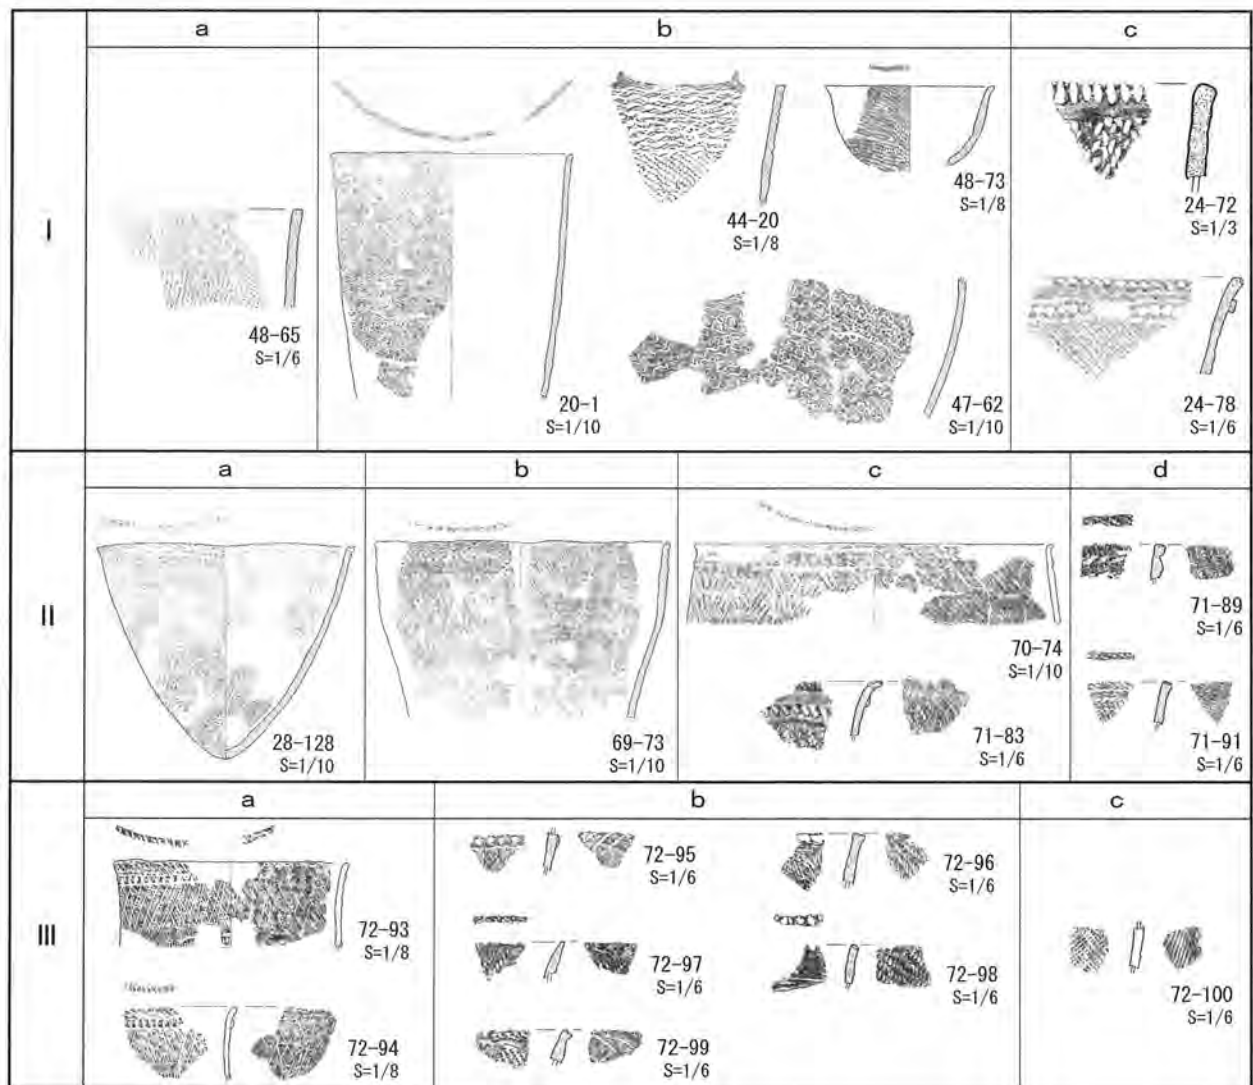 a
b
c
I
48-65
S=1/6
20-1
S=1/10
44-20
S=1/8
48-73
S=1/8
47-62
S=1/10
24-72
S=1/3
24-78
S=1/6
a
b
c
d
II
28-128
S=1/10
69-73
S=1/10
70-74
S=1/10
71-83
S=1/6
71-89
S=1/6
71-91
S=1/6
a
b
c
III
72-93
S=1/8
72-94
S=1/8
72-95
S=1/6
72-96
S=1/6
72-97
S=1/6
72-98
S=1/6
72-99
S=1/6
72-100
S=1/6